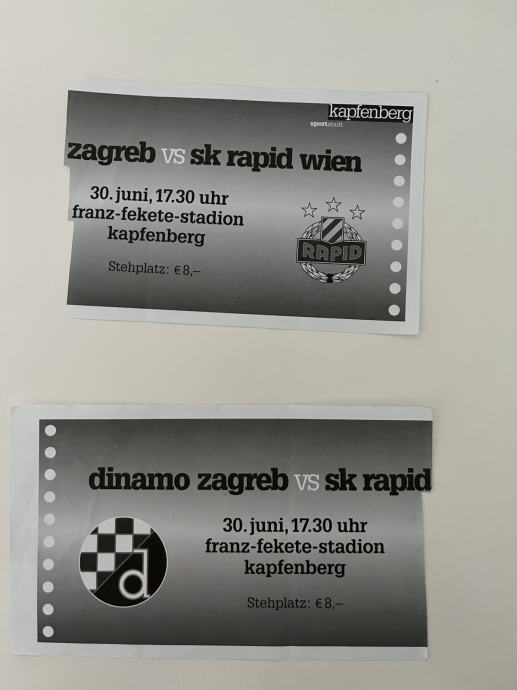 kapfenberg
sportstadt
zagreb vs sk rapid wien
30. juni, 17.30 uhr
franz-fekete-stadion
kapfenberg
RAPID
Stehplatz: € 8,–
dinamo zagreb vs sk rapid
30. juni, 17.30 uhr
franz-fekete-stadion
kapfenberg
d
Stehplatz: € 8,–